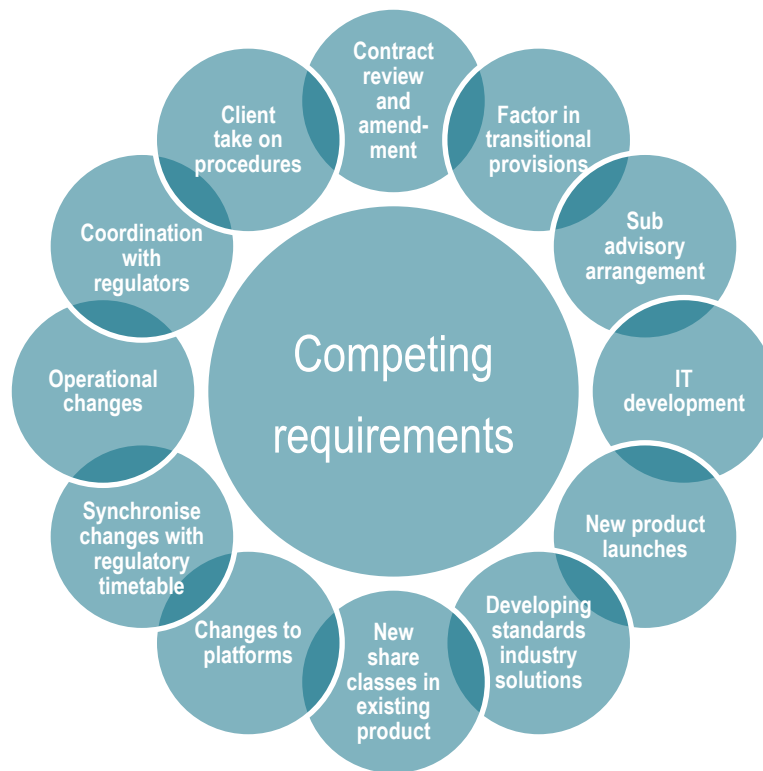 Contract
review
and
amend-
ment
Factor in
transitional
provisions
Sub
advisory
arrangement
IT
development
New product
launches
Developing
standards
industry
solutions
New
share
classes in
existing
product
Changes to
platforms
Synchronise
changes with
regulatory
timetable
Operational
changes
Coordination
with
regulators
Client
take on
procedures
Competing
requirements